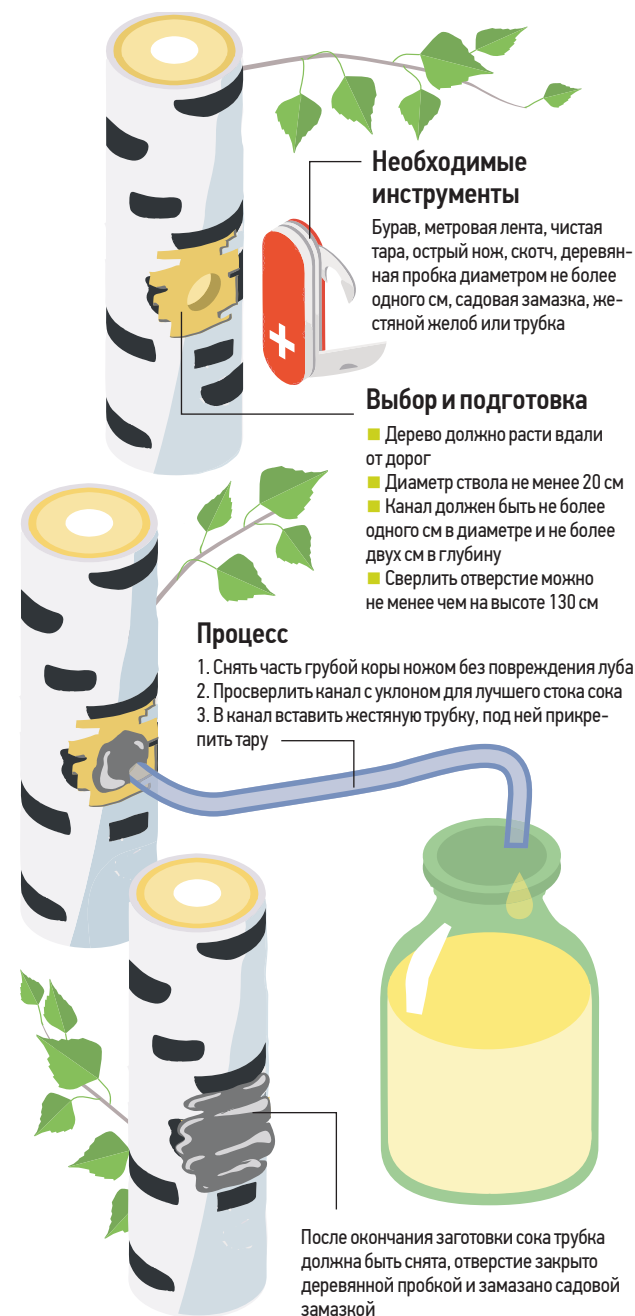 Необходимые
инструменты
Бурав, метровая лента, чистая
тара, острый нож, скотч, деревян-
ная пробка диаметром не более
одного см, садовая замазка, же-
стяной желоб или трубка
Выбор и подготовка
Дерево должно расти вдали
от дорог
Диаметр ствола не менее 20 см
Канал должен быть не более
одного см в диаметре и не более
двух см в глубину
Сверлить отверстие можно
не менее чем на высоте 130 см
Процесс
1. Снять часть грубой коры ножом без повреждения луба
2. Просверлить канал с уклоном для лучшего стока сока
3. В канал вставить жестяную трубку, под ней прикре-
пить тару
После окончания заготовки сока трубка
должна быть снята, отверстие закрыто
деревянной пробкой и замазано садовой
замазкой